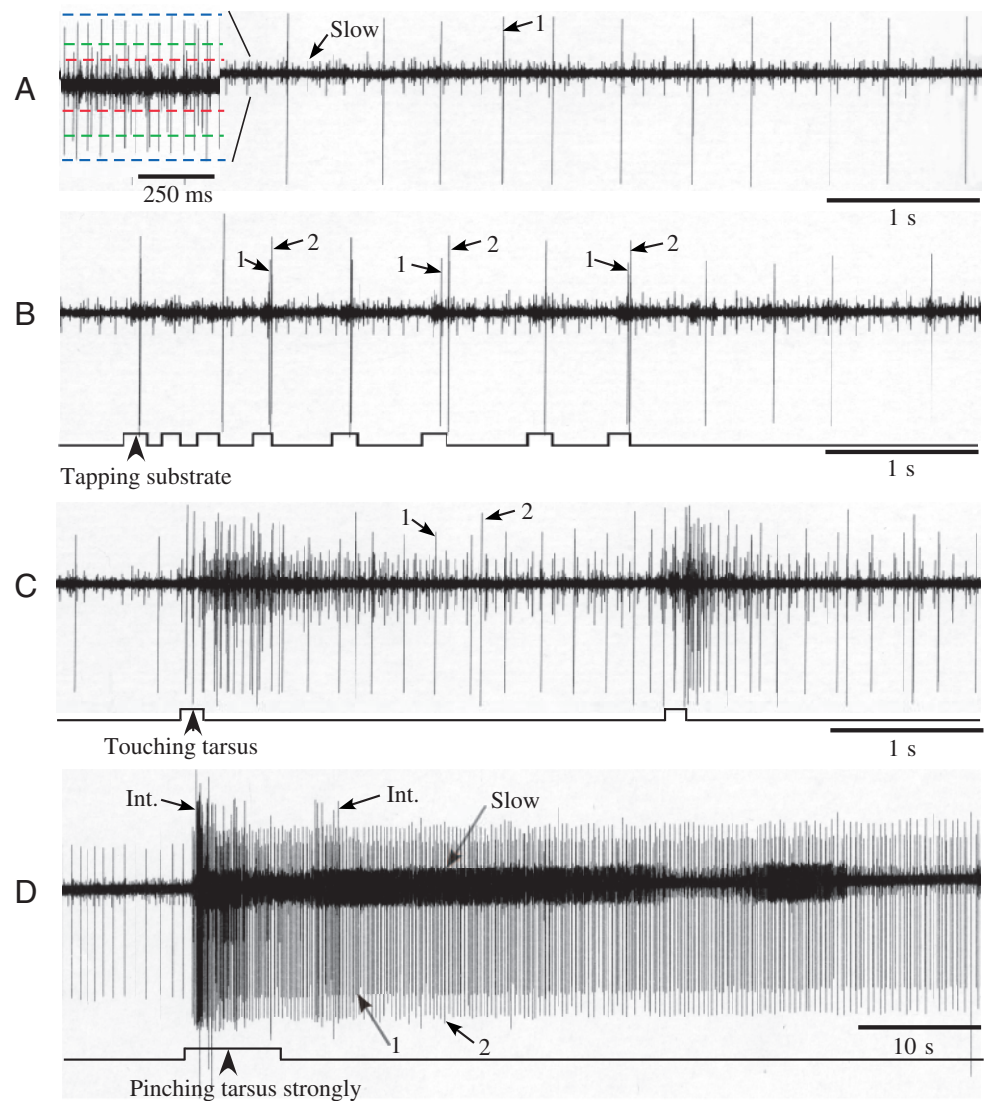 A
Slow
1
250 ms
1 s
B
1
2
1
2
1
2
Tapping substrate
1 s
C
1
2
Touching tarsus
1 s
D
Int.
Int.
Slow
1
2
10 s
Pinching tarsus strongly